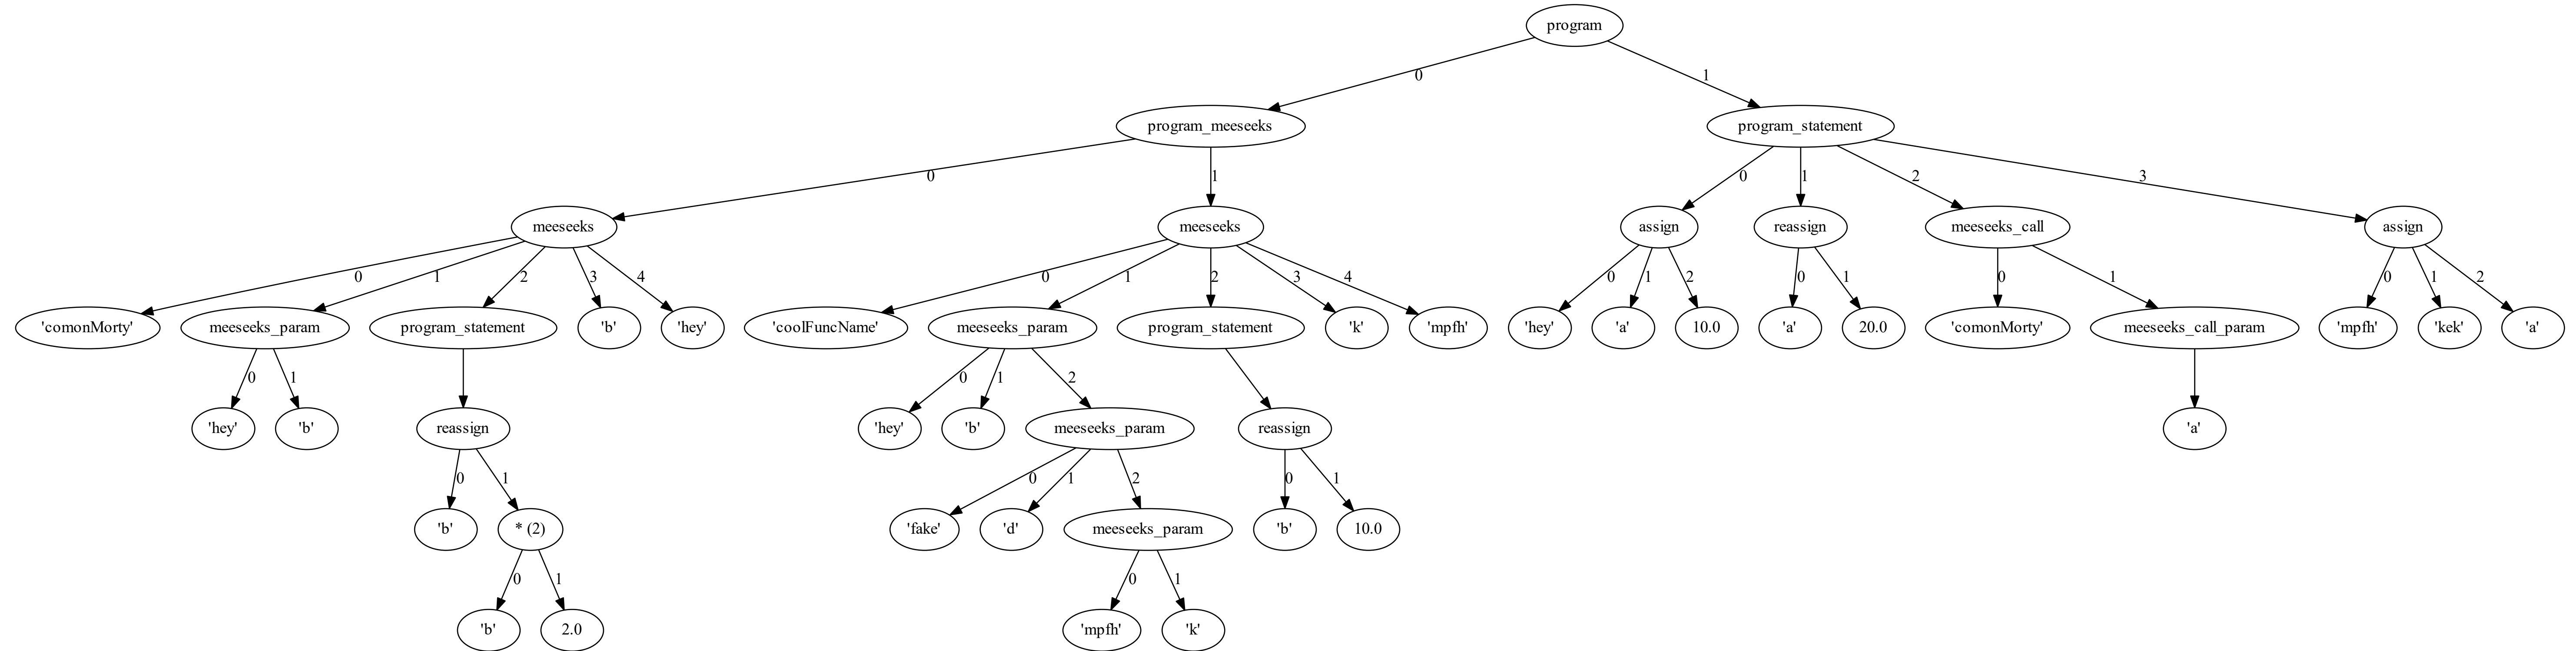 program
0 1
program_meeseeks program_statement
0 1 0 1 2 3
meeseeks meeseeks assign reassign meeseeks_call assign
0 1 2 3 4 0 1 2 3 4 0 1 2 0 1 0 1 0 1 2
'comonMorty' meeseeks_param program_statement 'b' 'hey' 'coolFuncName' meeseeks_param program_statement 'k' 'mpfh' 'hey' 'a' 10.0 'a' 20.0 'comonMorty' meeseeks_call_param 'mpfh' 'kek' 'a'
0 1 0 1 2
'hey' 'b' reassign 'hey' 'b' meeseeks_param reassign 'a'
0 1 0 1 2 0 1
'b' * (2) 'fake' 'd' meeseeks_param 'b' 10.0
0 1 0 1
'b' 2.0 'mpfh' 'k'